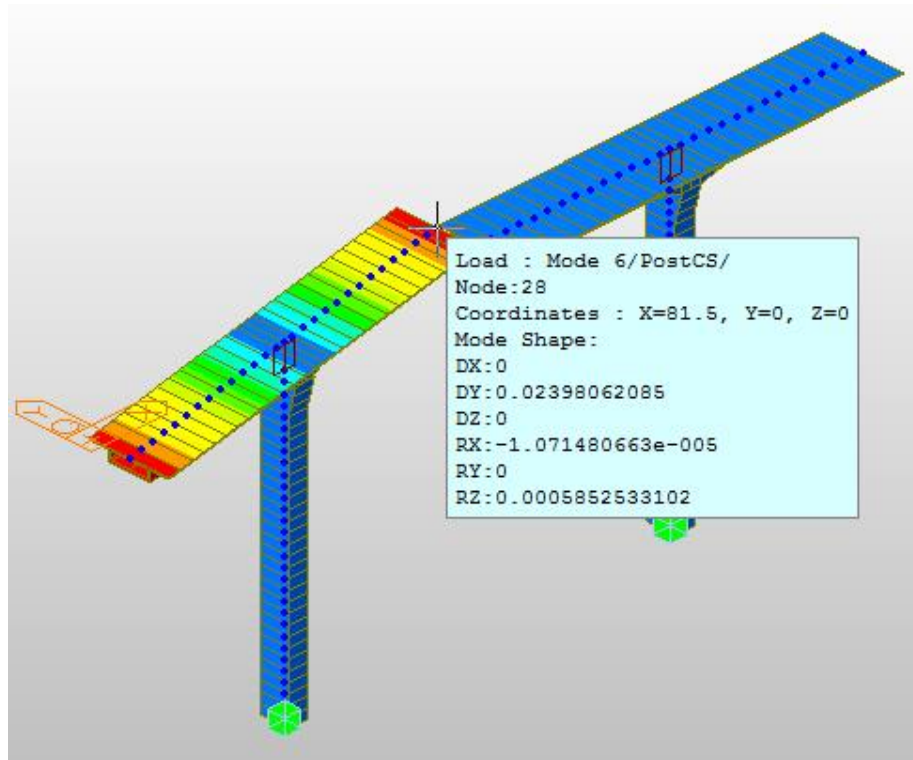 Load : Mode 6/PostCS/
Node:28
Coordinates : X=81.5, Y=0, Z=0
Mode Shape:
DX:0
DY:0.02398062085
DZ:0
RX:-1.071480663e-005
RY:0
RZ:0.0005852533102